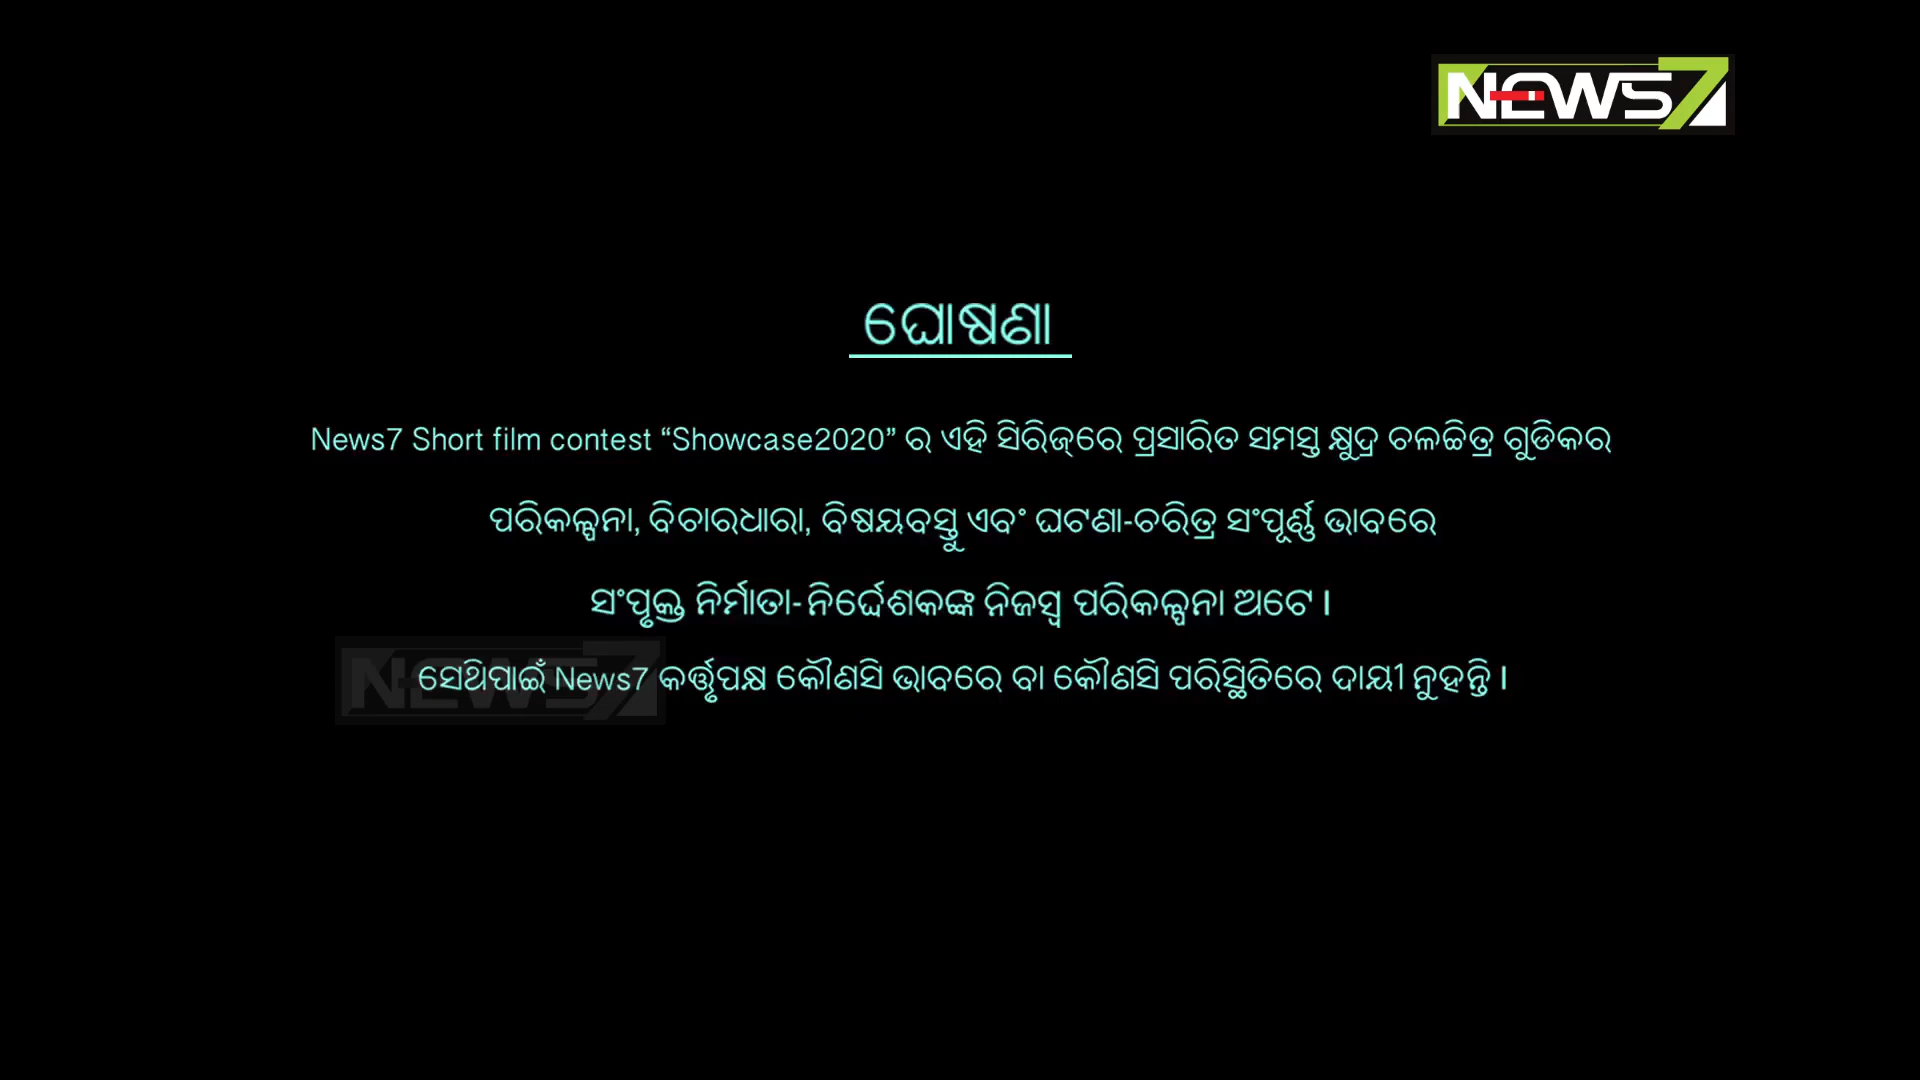 NEWS7
ଘୋଷଣା
News7 Short film contest “Showcase2020” ର ଏହି ସିରିଜ୍‌ରେ ପ୍ରସାରିତ ସମସ୍ତ କ୍ଷୁଦ୍ର ଚଳଚ୍ଚିତ୍ର ଗୁଡିକର
ପରିକଳ୍ପନା, ବିଚାରଧାରା, ବିଷୟବସ୍ତୁ ଏବଂ ଘଟଣା-ଚରିତ୍ର ସଂପୂର୍ଣ୍ଣ ଭାବରେ
ସଂପୃକ୍ତ ନିର୍ମାତା-ନିର୍ଦ୍ଦେଶକଙ୍କ ନିଜସ୍ୱ ପରିକଳ୍ପନା ଅଟେ ।
ସେଥିପାଇଁ News7 କର୍ତ୍ତୃପକ୍ଷ କୌଣସି ଭାବରେ ବା କୌଣସି ପରିସ୍ଥିତିରେ ଦାୟୀ ନୁହନ୍ତି ।
NEWS7